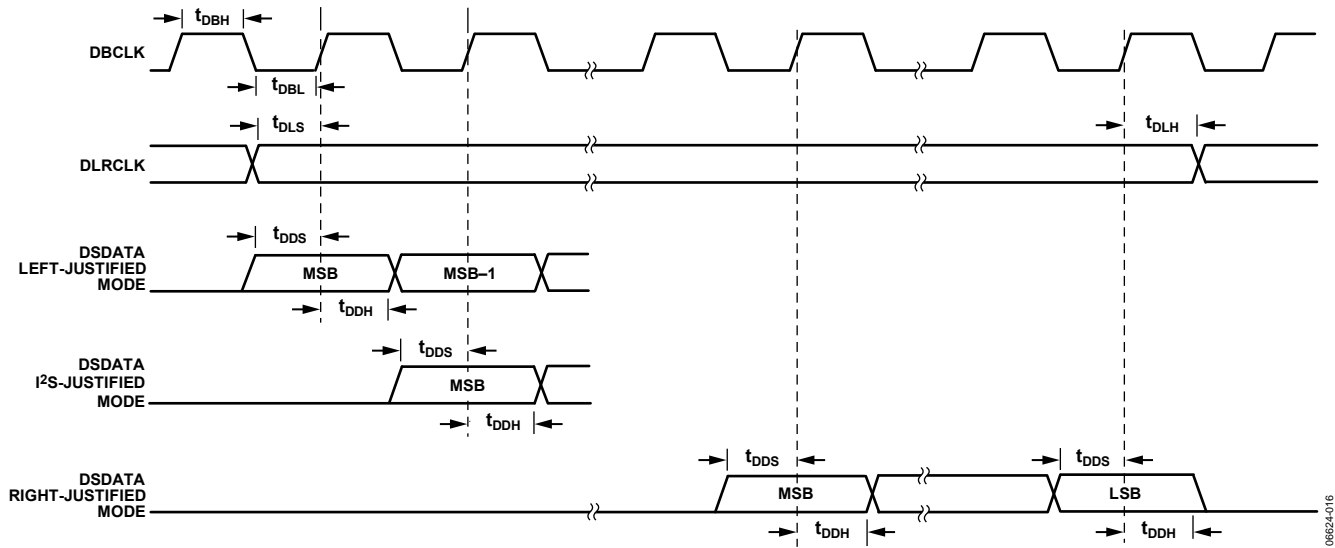 tDBH
DBCLK
tDBL
tDLS
tDLH
DLRCLK
tDDS
DSDATA
LEFT-JUSTIFIED
MODE
MSB
MSB–1
tDDH
tDDS
DSDATA
I²S-JUSTIFIED
MODE
MSB
tDDH
tDDS
tDDS
DSDATA
RIGHT-JUSTIFIED
MODE
MSB
LSB
tDDH
tDDH
06624-016